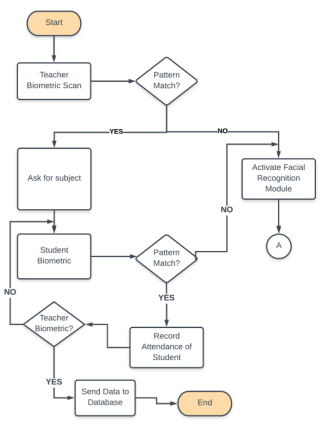 Start
Teacher
Biometric Scan
Pattern
Match?
YES
NO
Ask for subject
Activate Facial
Recognition
Module
A
Student
Biometric
Pattern
Match?
NO
YES
NO
Teacher
Biometric?
Record
Attendance of
Student
YES
Send Data to
Database
End